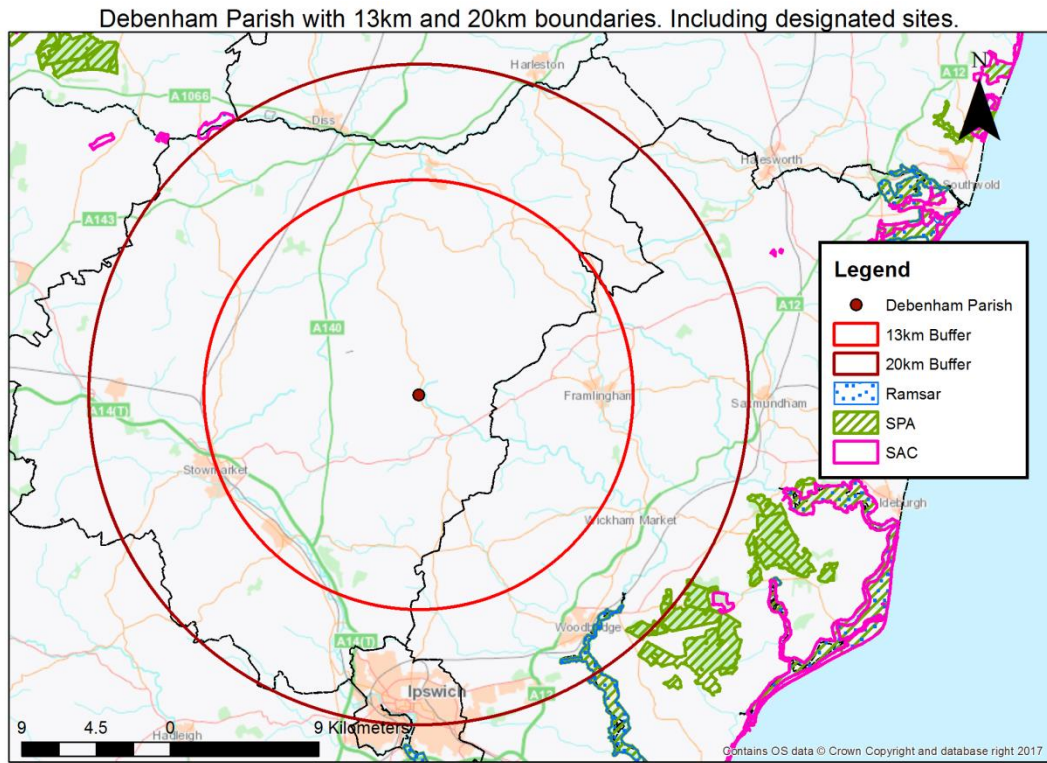 Debenham Parish with 13km and 20km boundaries. Including designated sites.
Harleston
A12
N
A1066
Diss
Halesworth
Southwold
A143
Legend
Debenham Parish
A12
13km Buffer
A140
20km Buffer
Framlingham
Saxmundham
Ramsar
A14(T)
SPA
SAC
Stowmarket
ldeburgh
Wickham Market
Woodbridge
A14(T)
Ipswich
A12
9 4.5 0 9 Kilometers
Hadleigh
Contains OS data © Crown Copyright and database right 2017